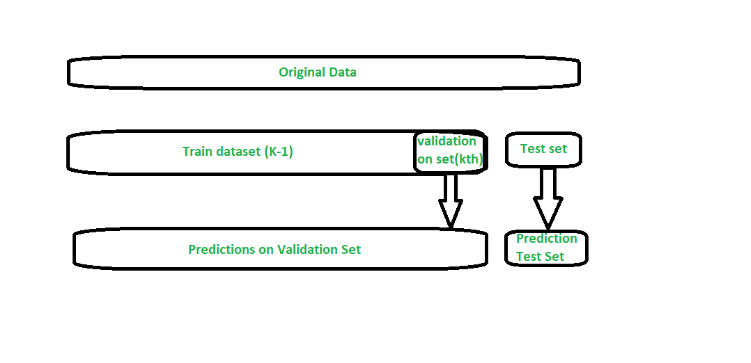 Original Data
Train dataset (K-1)
validation
on set(kth)
Test set
Predictions on Validation Set
Prediction
Test Set